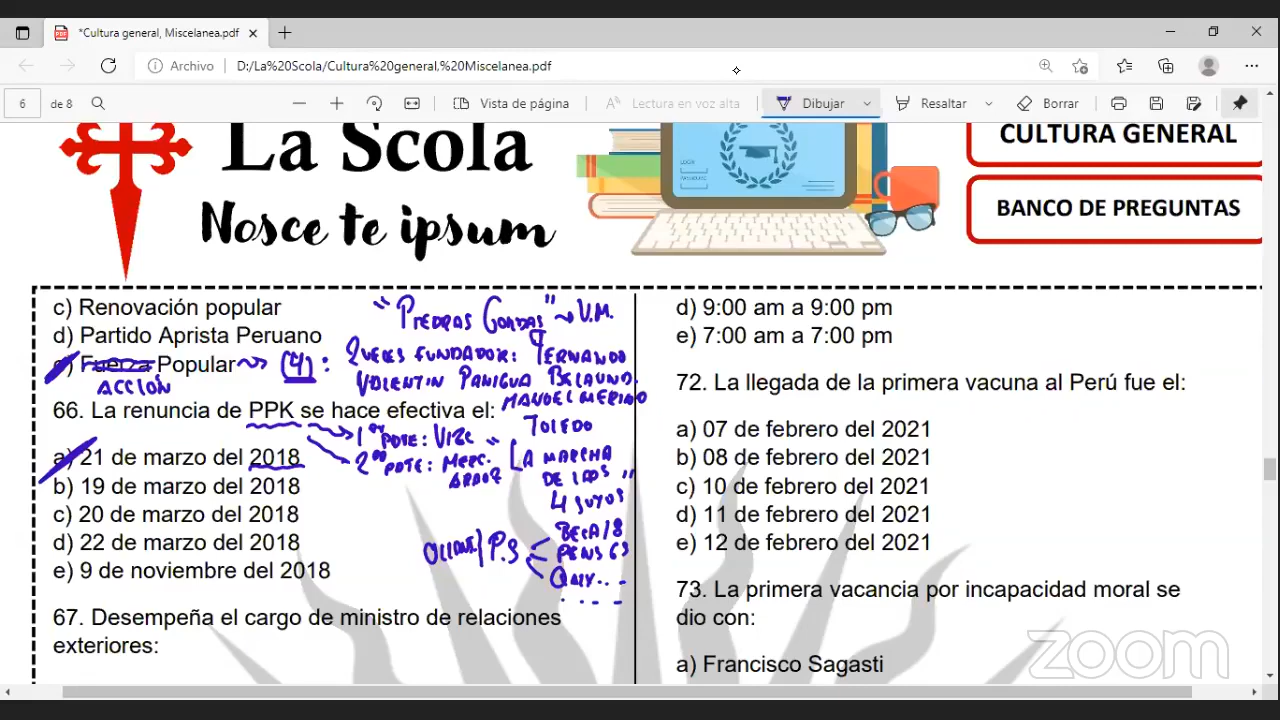 *Cultura general, Miscelanea.pdf
Archivo
D:/La%20Scola/Cultura%20general,%20Miscelanea.pdf
6
de 8
Vista de página
Lectura en voz alta
Dibujar
Resaltar
Borrar
La Scola
Nosce te ipsum
CULTURA GENERAL
BANCO DE PREGUNTAS
c) Renovación popular
d) Partido Aprista Peruano
e) Fuerza Popular
ACCIÓN
"PIEDRAS GORDAS" → V.M.
(4):
FUNDADOR: FERNANDO
VALENTIN PANIGUA BELAUND.
MANUEL MERINO
66. La renuncia de PPK se hace efectiva el:
a) 21 de marzo del 2018
b) 19 de marzo del 2018
c) 20 de marzo del 2018
d) 22 de marzo del 2018
e) 9 de noviembre del 2018
1er PDTE: VIZC
2do PDTE: MERC.
ARAOZ
TOLEDO
"LA MARCHA
DE LOS
4 SUYOS"
P.S
BECA 18
PENS 65
QALY...
67. Desempeña el cargo de ministro de relaciones
exteriores:
d) 9:00 am a 9:00 pm
e) 7:00 am a 7:00 pm
72. La llegada de la primera vacuna al Perú fue el:
a) 07 de febrero del 2021
b) 08 de febrero del 2021
c) 10 de febrero del 2021
d) 11 de febrero del 2021
e) 12 de febrero del 2021
73. La primera vacancia por incapacidad moral se
dio con:
a) Francisco Sagasti
zoom